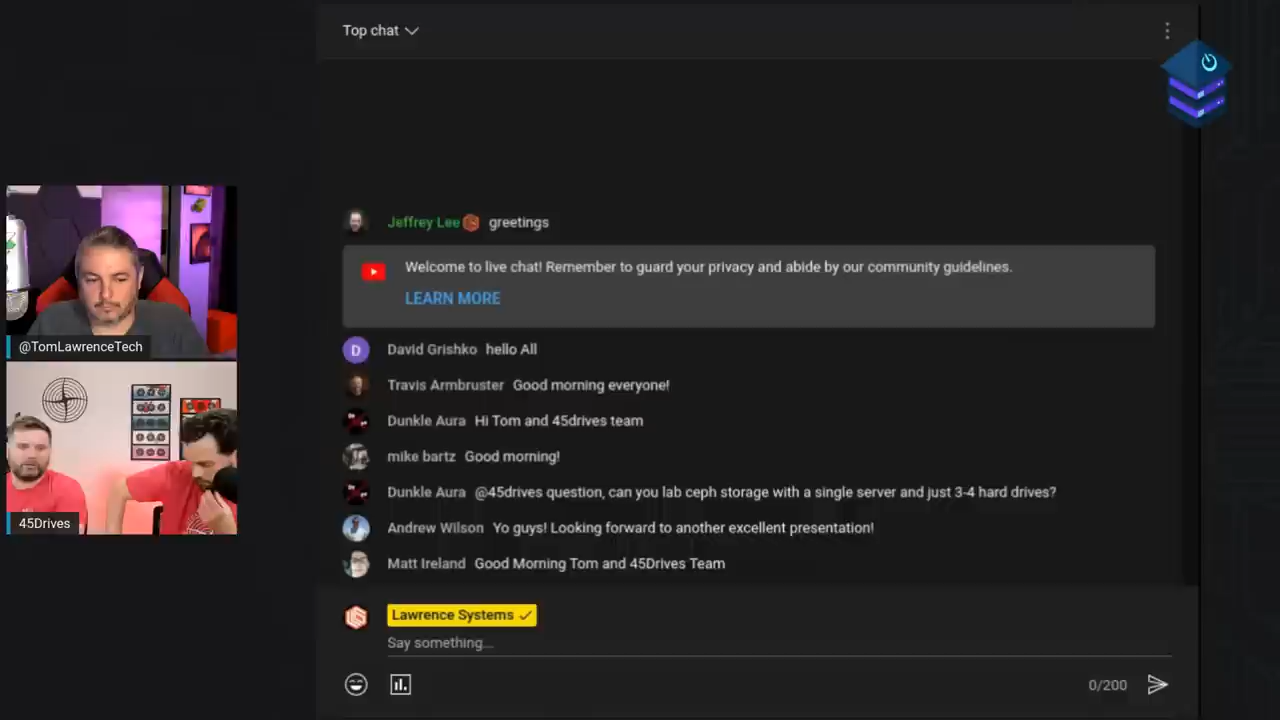 Top chat
Jeffrey Lee greetings
Welcome to live chat! Remember to guard your privacy and abide by our community guidelines.
LEARN MORE
D David Grishko hello All
Travis Armbruster Good morning everyone!
Dunkle Aura Hi Tom and 45drives team
mike bartz Good morning!
Dunkle Aura @45drives question, can you lab ceph storage with a single server and just 3-4 hard drives?
Andrew Wilson Yo guys! Looking forward to another excellent presentation!
Matt Ireland Good Morning Tom and 45Drives Team
Lawrence Systems
Say something...
0/200
@TomLawrenceTech
45Drives